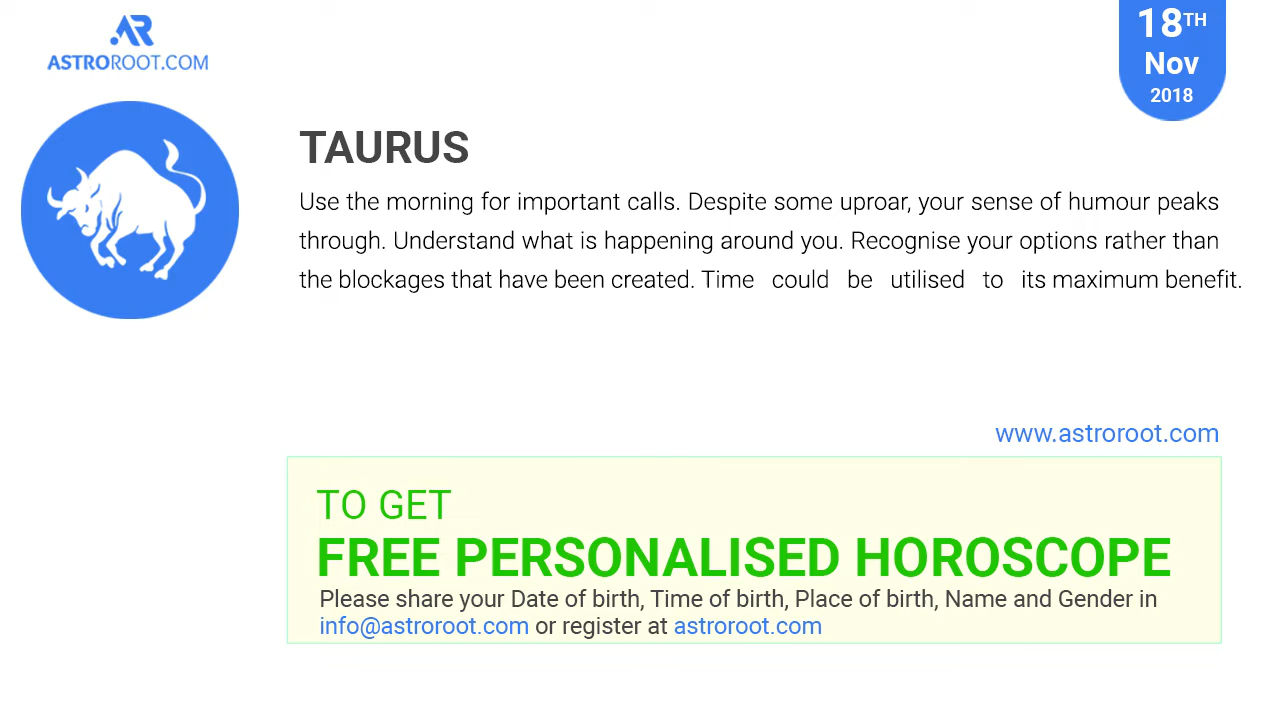 AR
ASTROROOT.COM
18TH
Nov
2018
TAURUS
Use the morning for important calls. Despite some uproar, your sense of humour peaks
through. Understand what is happening around you. Recognise your options rather than
the blockages that have been created. Time could be utilised to its maximum benefit.
www.astroroot.com
TO GET
FREE PERSONALISED HOROSCOPE
Please share your Date of birth, Time of birth, Place of birth, Name and Gender in
info@astroroot.com or register at astroroot.com